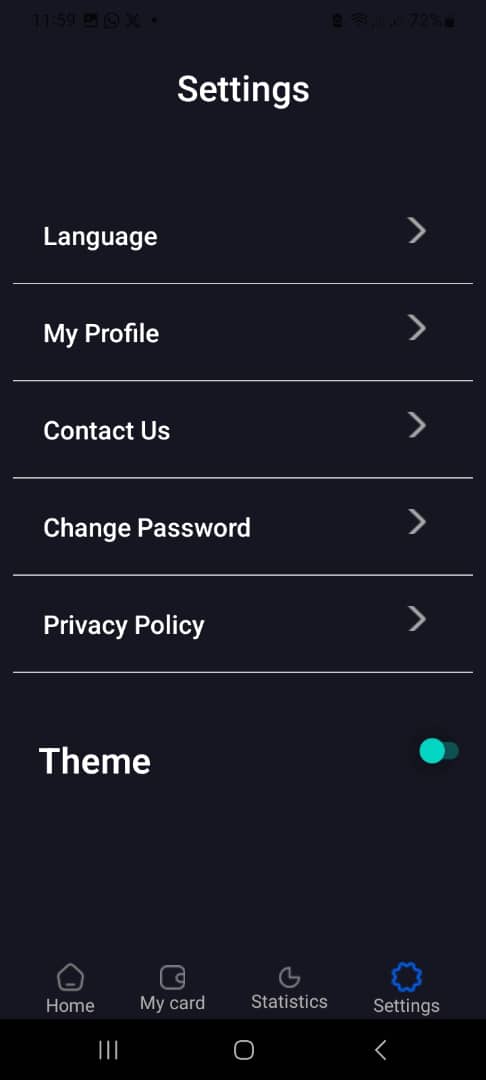 11:59 72%
Settings
Language
My Profile
Contact Us
Change Password
Privacy Policy
Theme
Home My card Statistics Settings